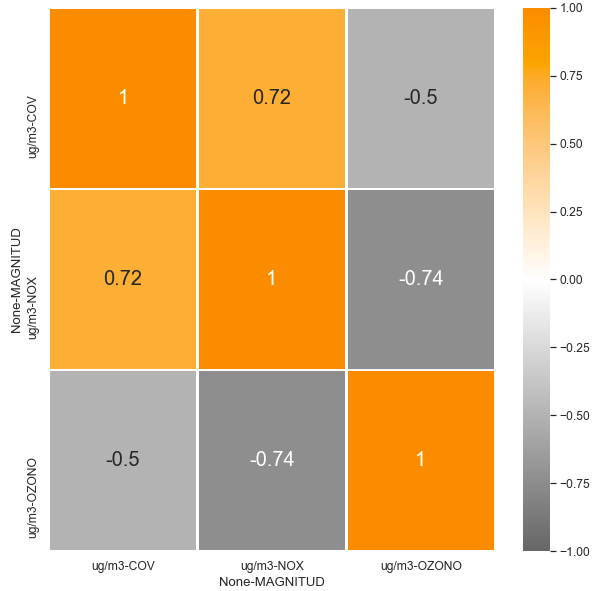 ug/m3-COV
ug/m3-NOX
ug/m3-OZONO
None-MAGNITUD
1
0.72
-0.5
0.72
1
-0.74
-0.5
-0.74
1
ug/m3-COV
ug/m3-NOX
ug/m3-OZONO
None-MAGNITUD
1.00
0.75
0.50
0.25
0.00
−0.25
−0.50
−0.75
−1.00